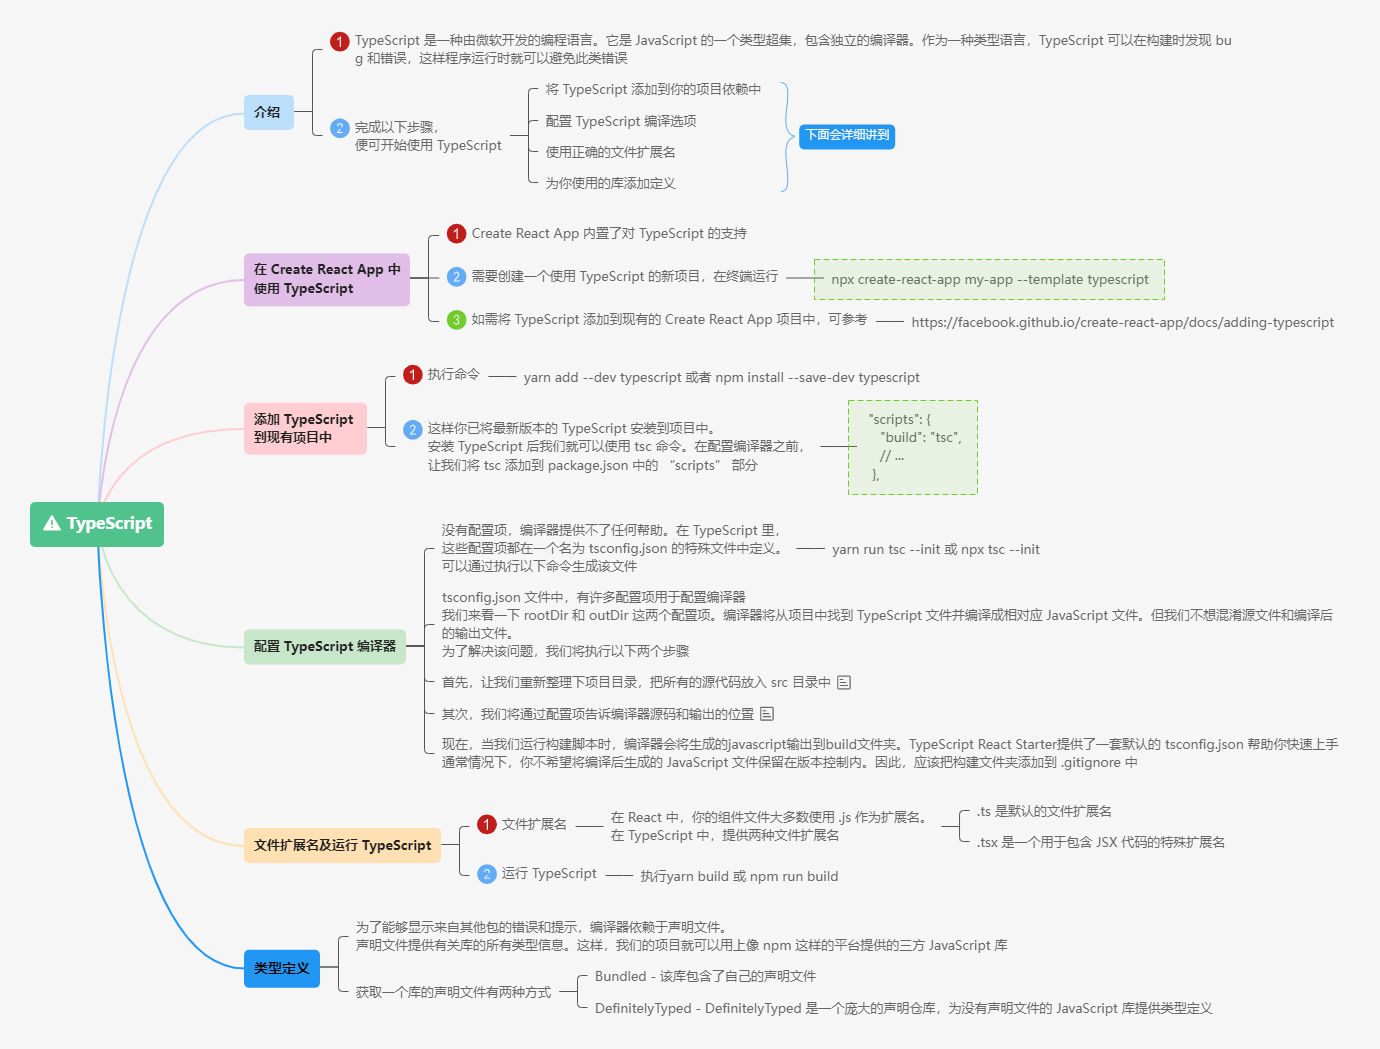 TypeScript
介绍
1
TypeScript 是一种由微软开发的编程语言。它是 JavaScript 的一个类型超集，包含独立的编译器。作为一种类型语言，TypeScript 可以在构建时发现 bu
g 和错误，这样程序运行时就可以避免此类错误
2
完成以下步骤，
便可开始使用 TypeScript
将 TypeScript 添加到你的项目依赖中
配置 TypeScript 编译选项
使用正确的文件扩展名
为你使用的库添加定义
下面会详细讲到
在 Create React App 中
使用 TypeScript
1
Create React App 内置了对 TypeScript 的支持
2
需要创建一个使用 TypeScript 的新项目，在终端运行
npx create-react-app my-app --template typescript
3
如需将 TypeScript 添加到现有的 Create React App 项目中，可参考
https://facebook.github.io/create-react-app/docs/adding-typescript
添加 TypeScript
到现有项目中
1
执行命令
yarn add --dev typescript 或者 npm install --save-dev typescript
2
这样你已将最新版本的 TypeScript 安装到项目中。
安装 TypeScript 后我们就可以使用 tsc 命令。在配置编译器之前，
让我们将 tsc 添加到 package.json 中的 “scripts” 部分
"scripts": {
"build": "tsc",
// ...
},
配置 TypeScript 编译器
没有配置项，编译器提供不了任何帮助。在 TypeScript 里，
这些配置项都在一个名为 tsconfig.json 的特殊文件中定义。
可以通过执行以下命令生成该文件
yarn run tsc --init 或 npx tsc --init
tsconfig.json 文件中，有许多配置项用于配置编译器
我们来看一下 rootDir 和 outDir 这两个配置项。编译器将从项目中找到 TypeScript 文件并编译成相对应 JavaScript 文件。但我们不想混淆源文件和编译后
的输出文件。
为了解决该问题，我们将执行以下两个步骤
首先，让我们重新整理下项目目录，把所有的源代码放入 src 目录中
其次，我们将通过配置项告诉编译器源码和输出的位置
现在，当我们运行构建脚本时，编译器会将生成的javascript输出到build文件夹。TypeScript React Starter提供了一套默认的 tsconfig.json 帮助你快速上手
通常情况下，你不希望将编译后生成的 JavaScript 文件保留在版本控制内。因此，应该把构建文件夹添加到 .gitignore 中
文件扩展名及运行 TypeScript
1
文件扩展名
在 React 中，你的组件文件大多数使用 .js 作为扩展名。
在 TypeScript 中，提供两种文件扩展名
.ts 是默认的文件扩展名
.tsx 是一个用于包含 JSX 代码的特殊扩展名
2
运行 TypeScript
执行yarn build 或 npm run build
类型定义
为了能够显示来自其他包的错误和提示，编译器依赖于声明文件。
声明文件提供有关库的所有类型信息。这样，我们的项目就可以用上像 npm 这样的平台提供的三方 JavaScript 库
获取一个库的声明文件有两种方式
Bundled - 该库包含了自己的声明文件
DefinitelyTyped - DefinitelyTyped 是一个庞大的声明仓库，为没有声明文件的 JavaScript 库提供类型定义